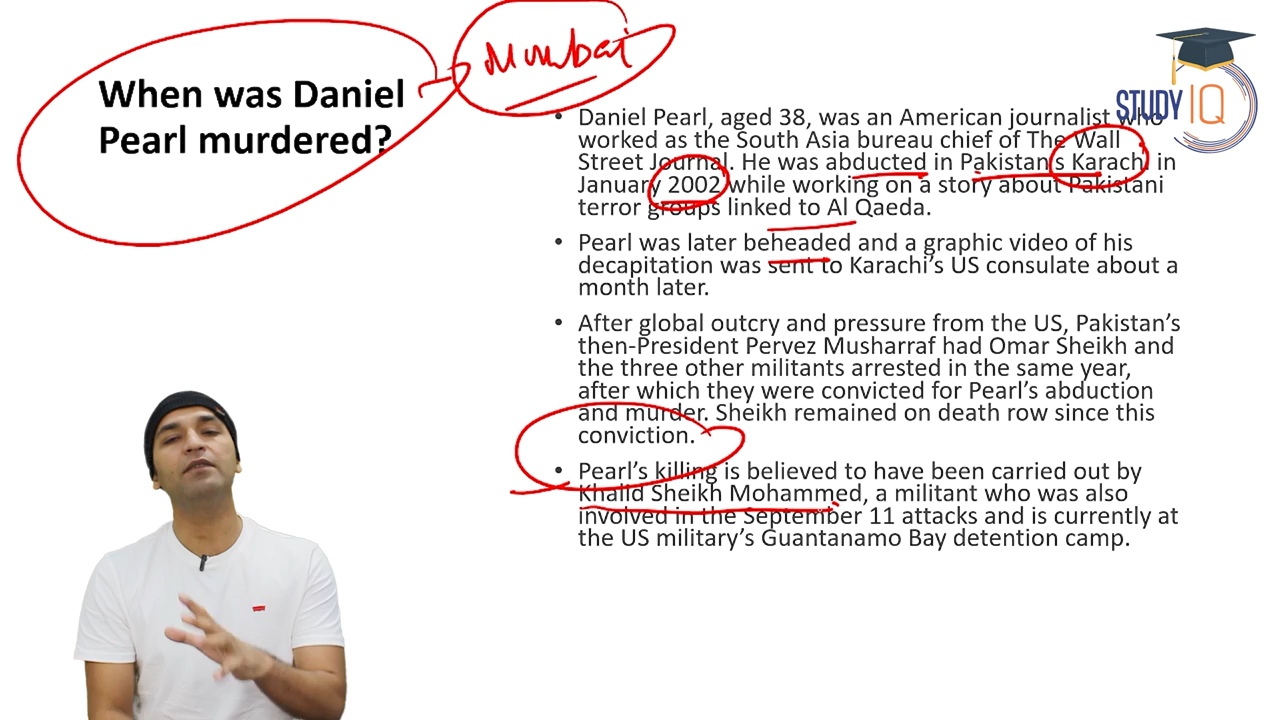 When was Daniel
Pearl murdered?
Mumbai
STUDY IQ
• Daniel Pearl, aged 38, was an American journalist who
worked as the South Asia bureau chief of The Wall
Street Journal. He was abducted in Pakistan's Karachi in
January 2002 while working on a story about Pakistani
terror groups linked to Al Qaeda.
• Pearl was later beheaded and a graphic video of his
decapitation was sent to Karachi's US consulate about a
month later.
• After global outcry and pressure from the US, Pakistan's
then-President Pervez Musharraf had Omar Sheikh and
the three other militants arrested in the same year,
after which they were convicted for Pearl's abduction
and murder. Sheikh remained on death row since this
conviction.
• Pearl's killing is believed to have been carried out by
Khalid Sheikh Mohammed, a militant who was also
involved in the September 11 attacks and is currently at
the US military's Guantanamo Bay detention camp.